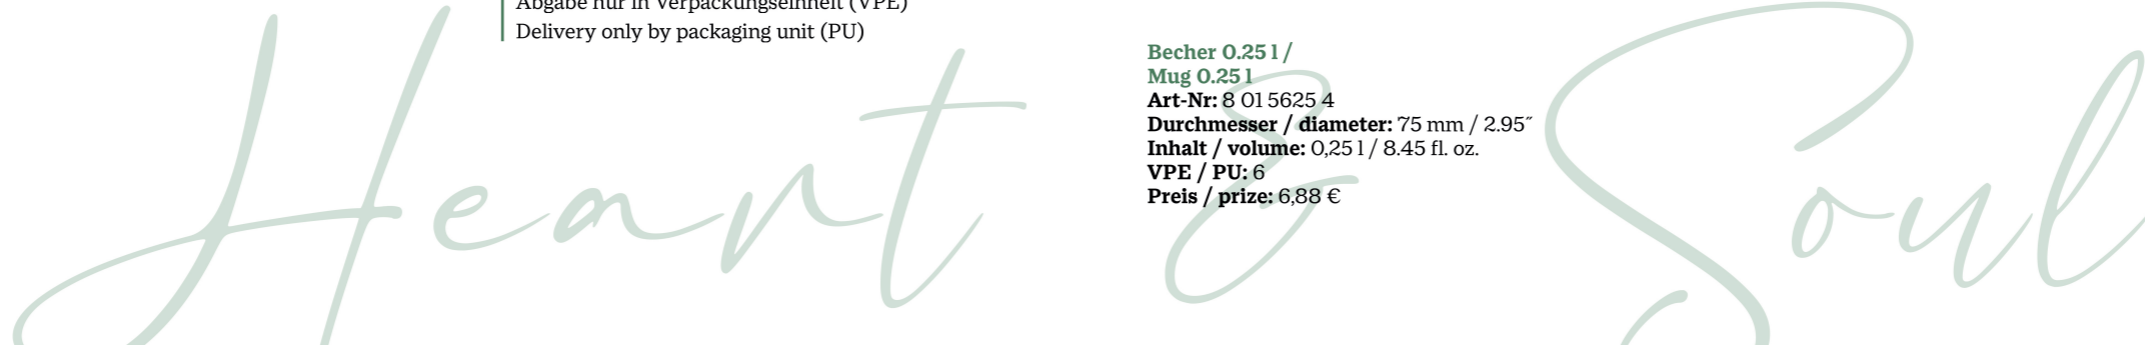 Abgabe nur in Verpackungseinheit (VPE)
Delivery only by packaging unit (PU)
Becher 0.25 l /
Mug 0.25 l
Art-Nr: 8 01 5625 4
Durchmesser / diameter: 75 mm / 2.95˝
Inhalt / volume: 0,25 l / 8.45 fl. oz.
VPE / PU: 6
Preis / prize: 6,88 €
Heart & Soul